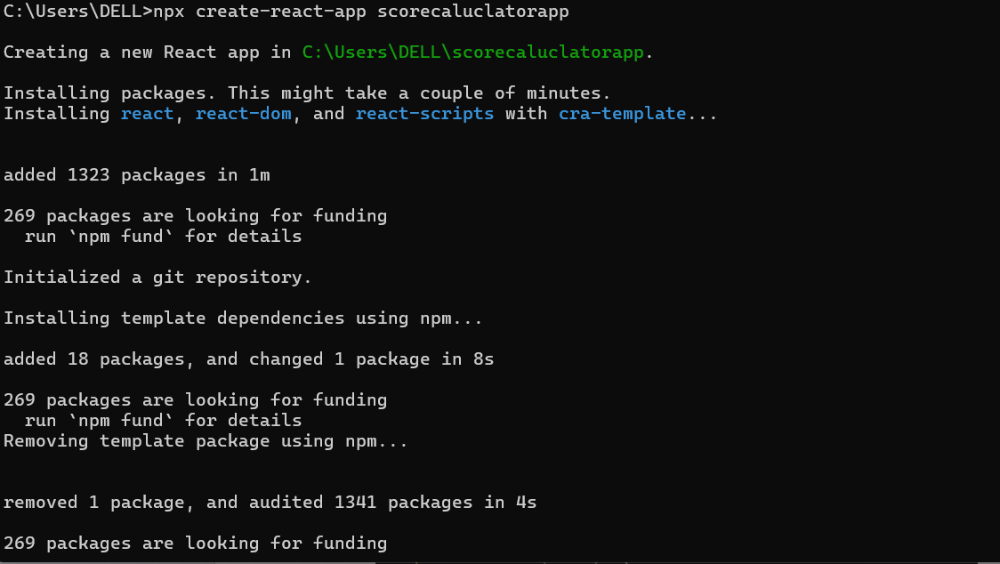 C:\Users\DELL>npx create-react-app scorecaluclatorapp
Creating a new React app in C:\Users\DELL\scorecaluclatorapp.
Installing packages. This might take a couple of minutes.
Installing react, react-dom, and react-scripts with cra-template...
added 1323 packages in 1m
269 packages are looking for funding
  run `npm fund` for details
Initialized a git repository.
Installing template dependencies using npm...
added 18 packages, and changed 1 package in 8s
269 packages are looking for funding
  run `npm fund` for details
Removing template package using npm...
removed 1 package, and audited 1341 packages in 4s
269 packages are looking for funding